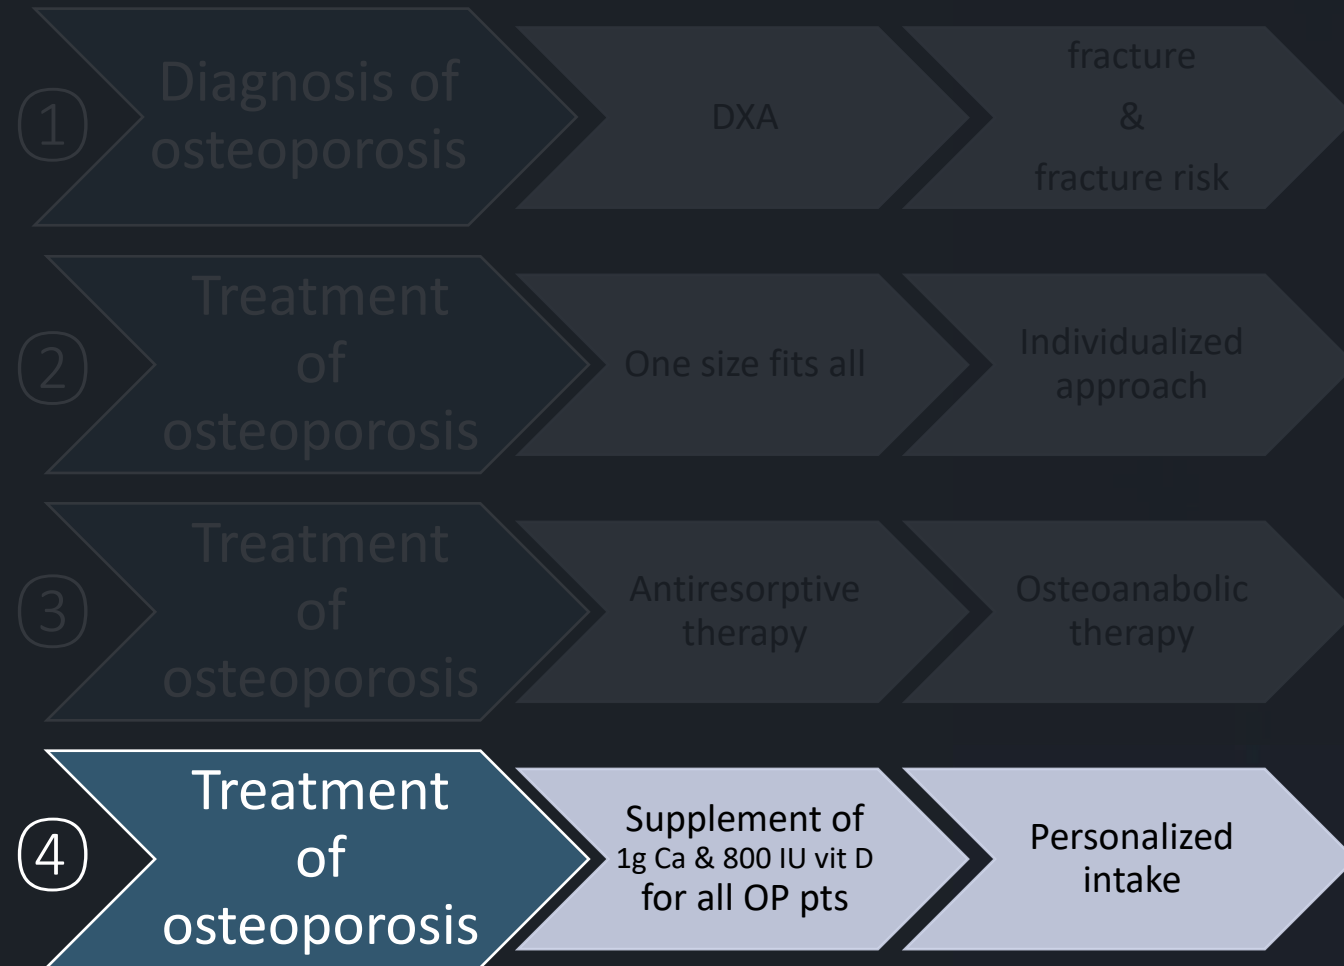 ①
Diagnosis of
osteoporosis
DXA
fracture
&
fracture risk
②
Treatment
of
osteoporosis
One size fits all
Individualized
approach
③
Treatment
of
osteoporosis
Antiresorptive
therapy
Osteoanabolic
therapy
④
Treatment
of
osteoporosis
Supplement of
1g Ca & 800 IU vit D
for all OP pts
Personalized
intake